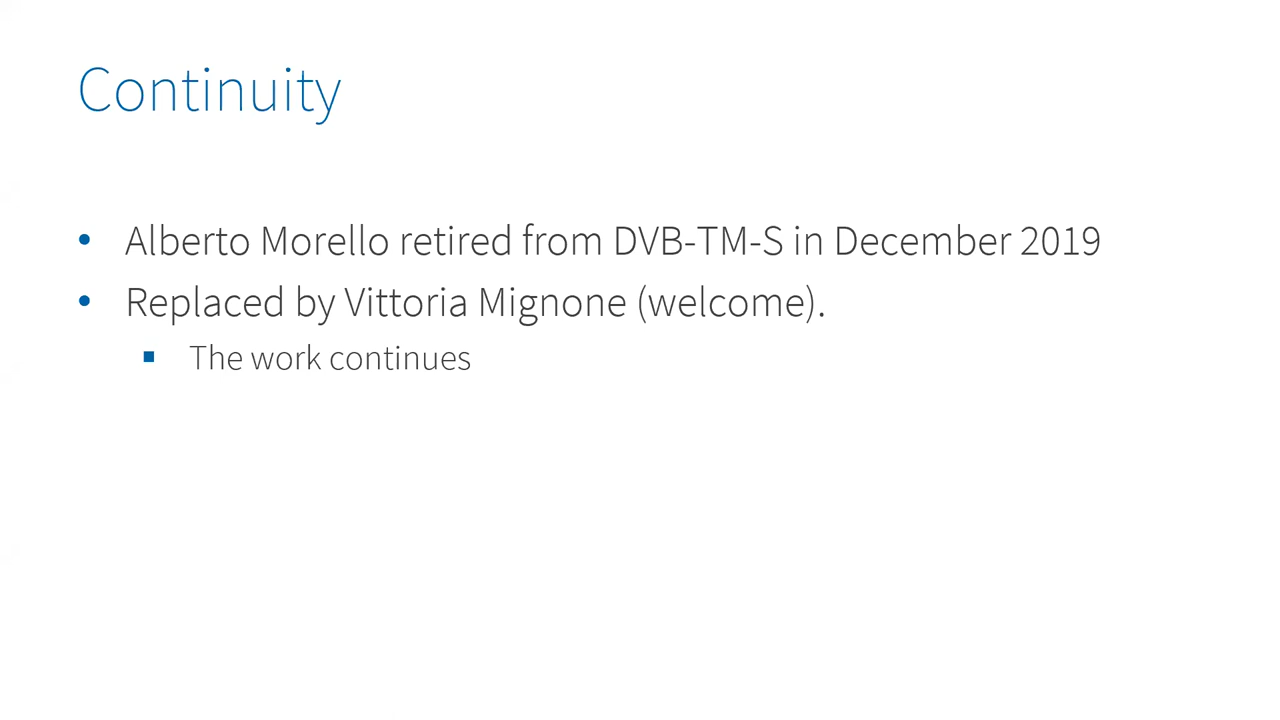 Continuity
• Alberto Morello retired from DVB-TM-S in December 2019
• Replaced by Vittoria Mignone (welcome).
▪ The work continues